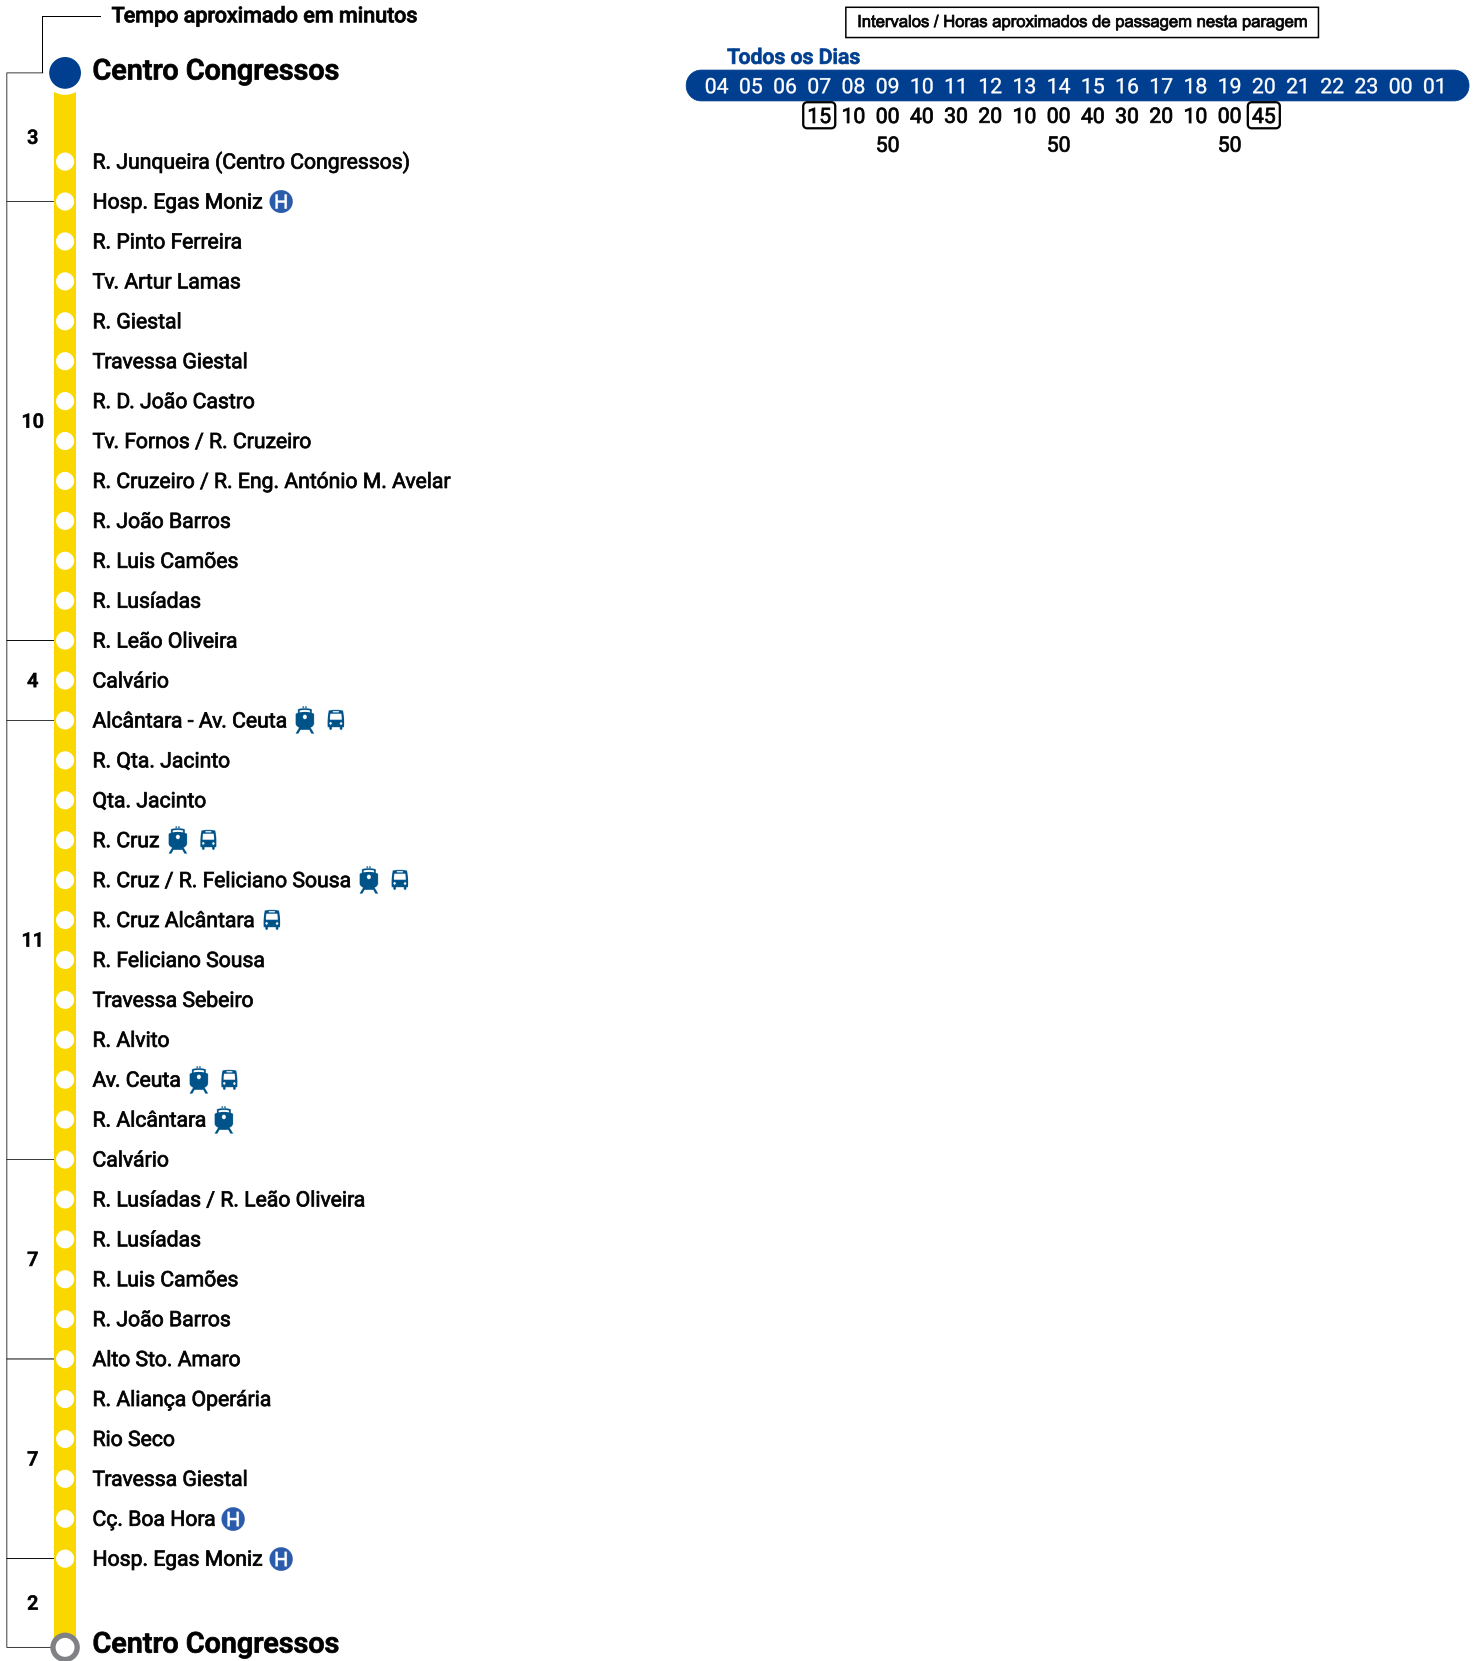 Tempo aproximado em minutos
Intervalos / Horas aproximados de passagem nesta paragem
Todos os Dias
04 05 06 07 08 09 10 11 12 13 14 15 16 17 18 19 20 21 22 23 00 01
15 10 00 40 30 20 10 00 40 30 20 10 00 45
50 50 50
Centro Congressos
3
R. Junqueira (Centro Congressos)
Hosp. Egas Moniz H
R. Pinto Ferreira
Tv. Artur Lamas
R. Giestal
Travessa Giestal
R. D. João Castro
10
Tv. Fornos / R. Cruzeiro
R. Cruzeiro / R. Eng. António M. Avelar
R. João Barros
R. Luis Camões
R. Lusíadas
R. Leão Oliveira
4 Calvário
Alcântara - Av. Ceuta
R. Qta. Jacinto
Qta. Jacinto
R. Cruz
R. Cruz / R. Feliciano Sousa
R. Cruz Alcântara
11
R. Feliciano Sousa
Travessa Sebeiro
R. Alvito
Av. Ceuta
R. Alcântara
Calvário
R. Lusíadas / R. Leão Oliveira
R. Lusíadas
7
R. Luis Camões
R. João Barros
Alto Sto. Amaro
R. Aliança Operária
Rio Seco
7
Travessa Giestal
Cç. Boa Hora H
Hosp. Egas Moniz H
2
Centro Congressos